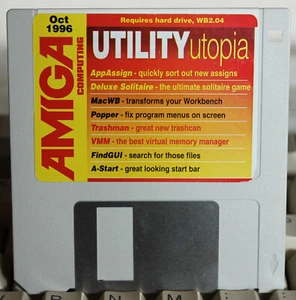 Oct
1996
Requires hard drive, WB2.04
AMIGA
COMPUTING
UTILITY utopia
AppAssign - quickly sort out new assigns
Deluxe Solitaire - the ultimate solitaire game
MacWB - transforms your Workbench
Popper - fix program menus on screen
Trashman - great new trashcan
VMM - the best virtual memory manager
FindGUI - search for those files
A-Start - great looking start bar